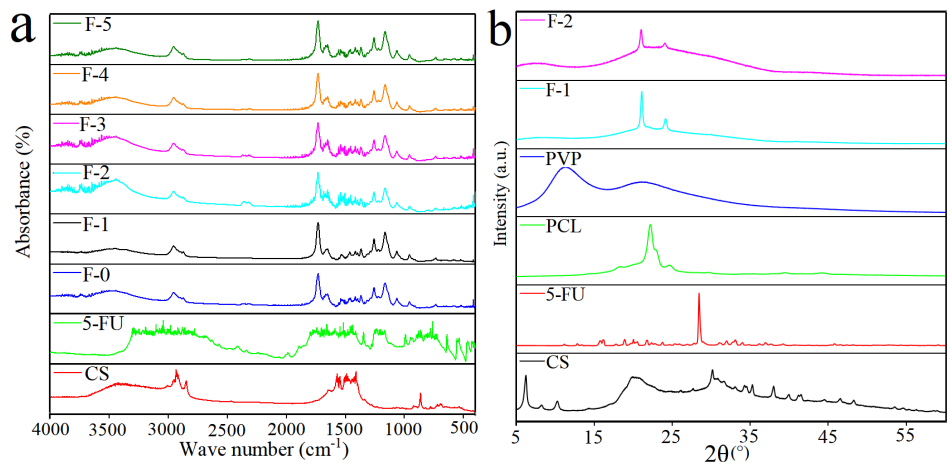 a
F-5
F-4
F-3
F-2
F-1
F-0
5-FU
CS
Absorbance (%)
4000 3500 3000 2500 2000 1500 1000 500
Wave number (cm⁻¹)
b
F-2
F-1
PVP
PCL
5-FU
CS
Intensity (a.u.)
5 15 25 35 45 55
2θ(°)